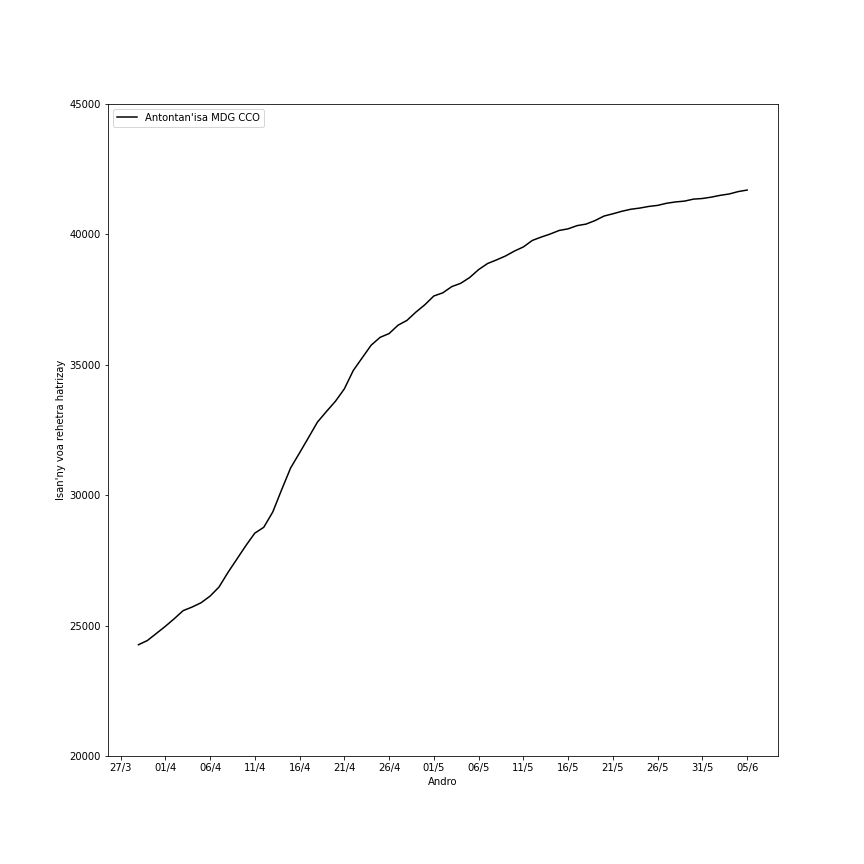 Antontan'isa MDG CCO
45000
40000
35000
30000
25000
20000
Isan'ny voa rehetra hatrizay
27/3 01/4 06/4 11/4 16/4 21/4 26/4 01/5 06/5 11/5 16/5 21/5 26/5 31/5 05/6
Andro